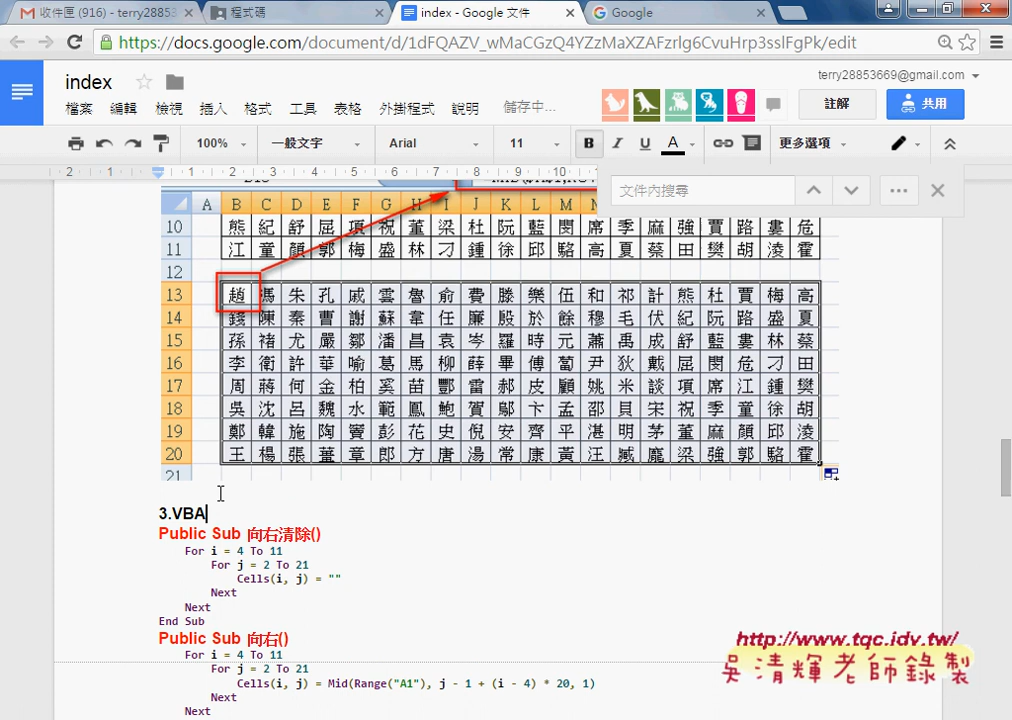 收件匣 (916) - terry28853
程式碼
index - Google 文件
Google
https://docs.google.com/document/d/1dFQAZV_wMaCGzQ4YZzMaXZAFzrlg6CvuHrp3sslFgPk/edit
index
terry28853669@gmail.com
檔案 編輯 檢視 插入 格式 工具 表格 外掛程式 說明 儲存中...
註解
共用
100% 一般文字 Arial 11 B I U A 更多選項
2 1 1 2 3 4 5 6 7 8 9 10
文件內搜尋
A B C D E F G H I J K L M N
10 熊 紀 舒 屈 項 祝 董 梁 杜 阮 藍 閔 席 季 麻 強 賈 路 婁 危
11 江 童 顏 郭 梅 盛 林 刁 鍾 徐 邱 駱 高 夏 蔡 田 樊 胡 淩 霍
12
13 趙 馮 朱 孔 戚 雲 魯 俞 費 滕 樂 伍 和 祁 計 熊 杜 賈 梅 高
14 錢 陳 秦 曹 謝 蘇 韋 任 廉 殷 於 餘 穆 毛 伏 紀 阮 路 盛 夏
15 孫 褚 尤 嚴 鄒 潘 昌 袁 岑 羅 時 元 蕭 禹 成 舒 藍 婁 林 蔡
16 李 衛 許 華 喻 葛 馬 柳 薛 畢 傅 蔔 尹 狄 戴 屈 閔 危 刁 田
17 周 蔣 何 金 柏 奚 苗 酆 雷 郝 皮 顧 姚 米 談 項 席 江 鍾 樊
18 吳 沈 呂 魏 水 範 鳳 鮑 賀 鄔 卞 孟 邵 貝 宋 祝 季 童 徐 胡
19 鄭 韓 施 陶 竇 彭 花 史 倪 安 齊 平 湛 明 茅 董 麻 顏 邱 淩
20 王 楊 張 薑 章 郎 方 唐 湯 常 康 黃 汪 臧 龐 梁 強 郭 駱 霍
21
3.VBA
Public Sub 向右清除()
For i = 4 To 11
For j = 2 To 21
Cells(i, j) = ""
Next
Next
End Sub
Public Sub 向右()
For i = 4 To 11
For j = 2 To 21
Cells(i, j) = Mid(Range("A1"), j - 1 + (i - 4) * 20, 1)
Next
Next
http://www.tqc.idv.tw/
吳清輝老師錄製